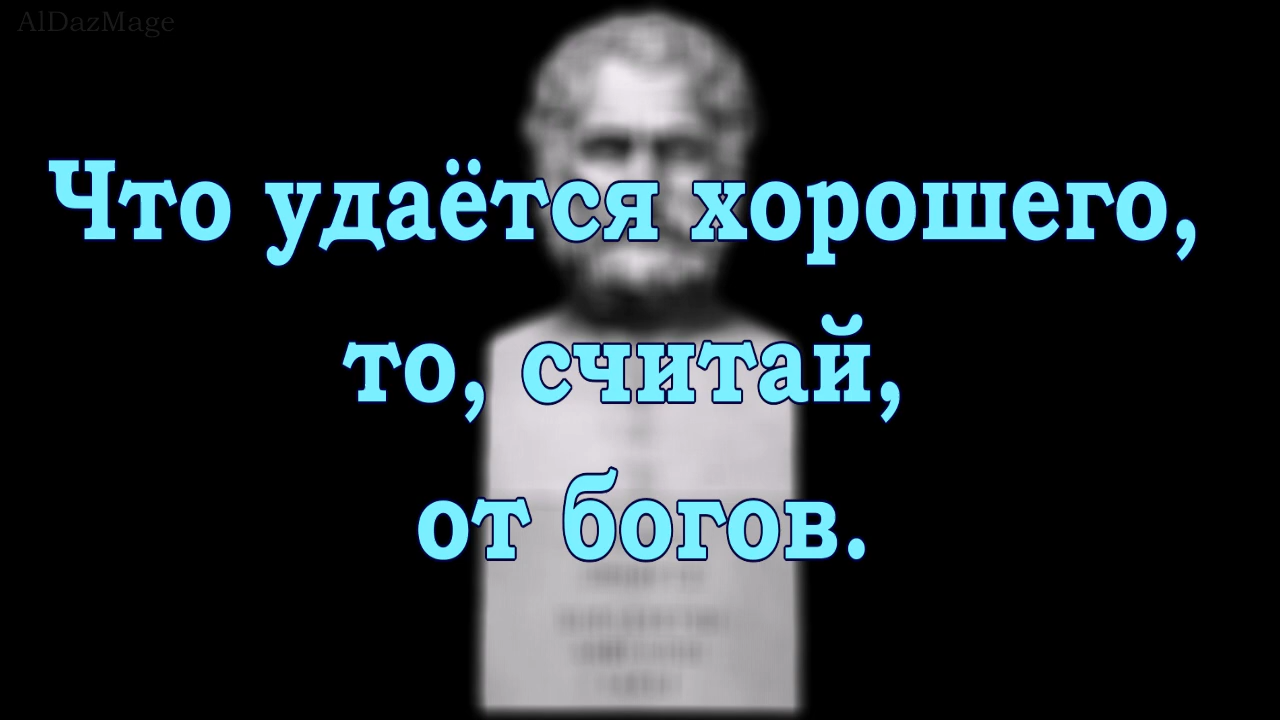 AlDazMage
Что удаётся хорошего,
то, считай,
от богов.